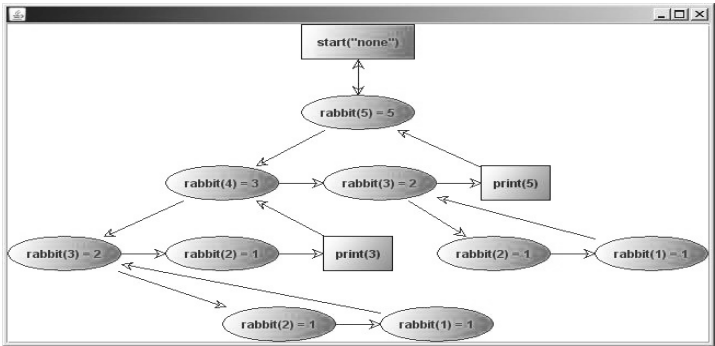 start("none")
rabbit(5) = 5
rabbit(4) = 3
rabbit(3) = 2
print(5)
rabbit(3) = 2
rabbit(2) = 1
print(3)
rabbit(2) = 1
rabbit(1) = 1
rabbit(2) = 1
rabbit(1) = 1